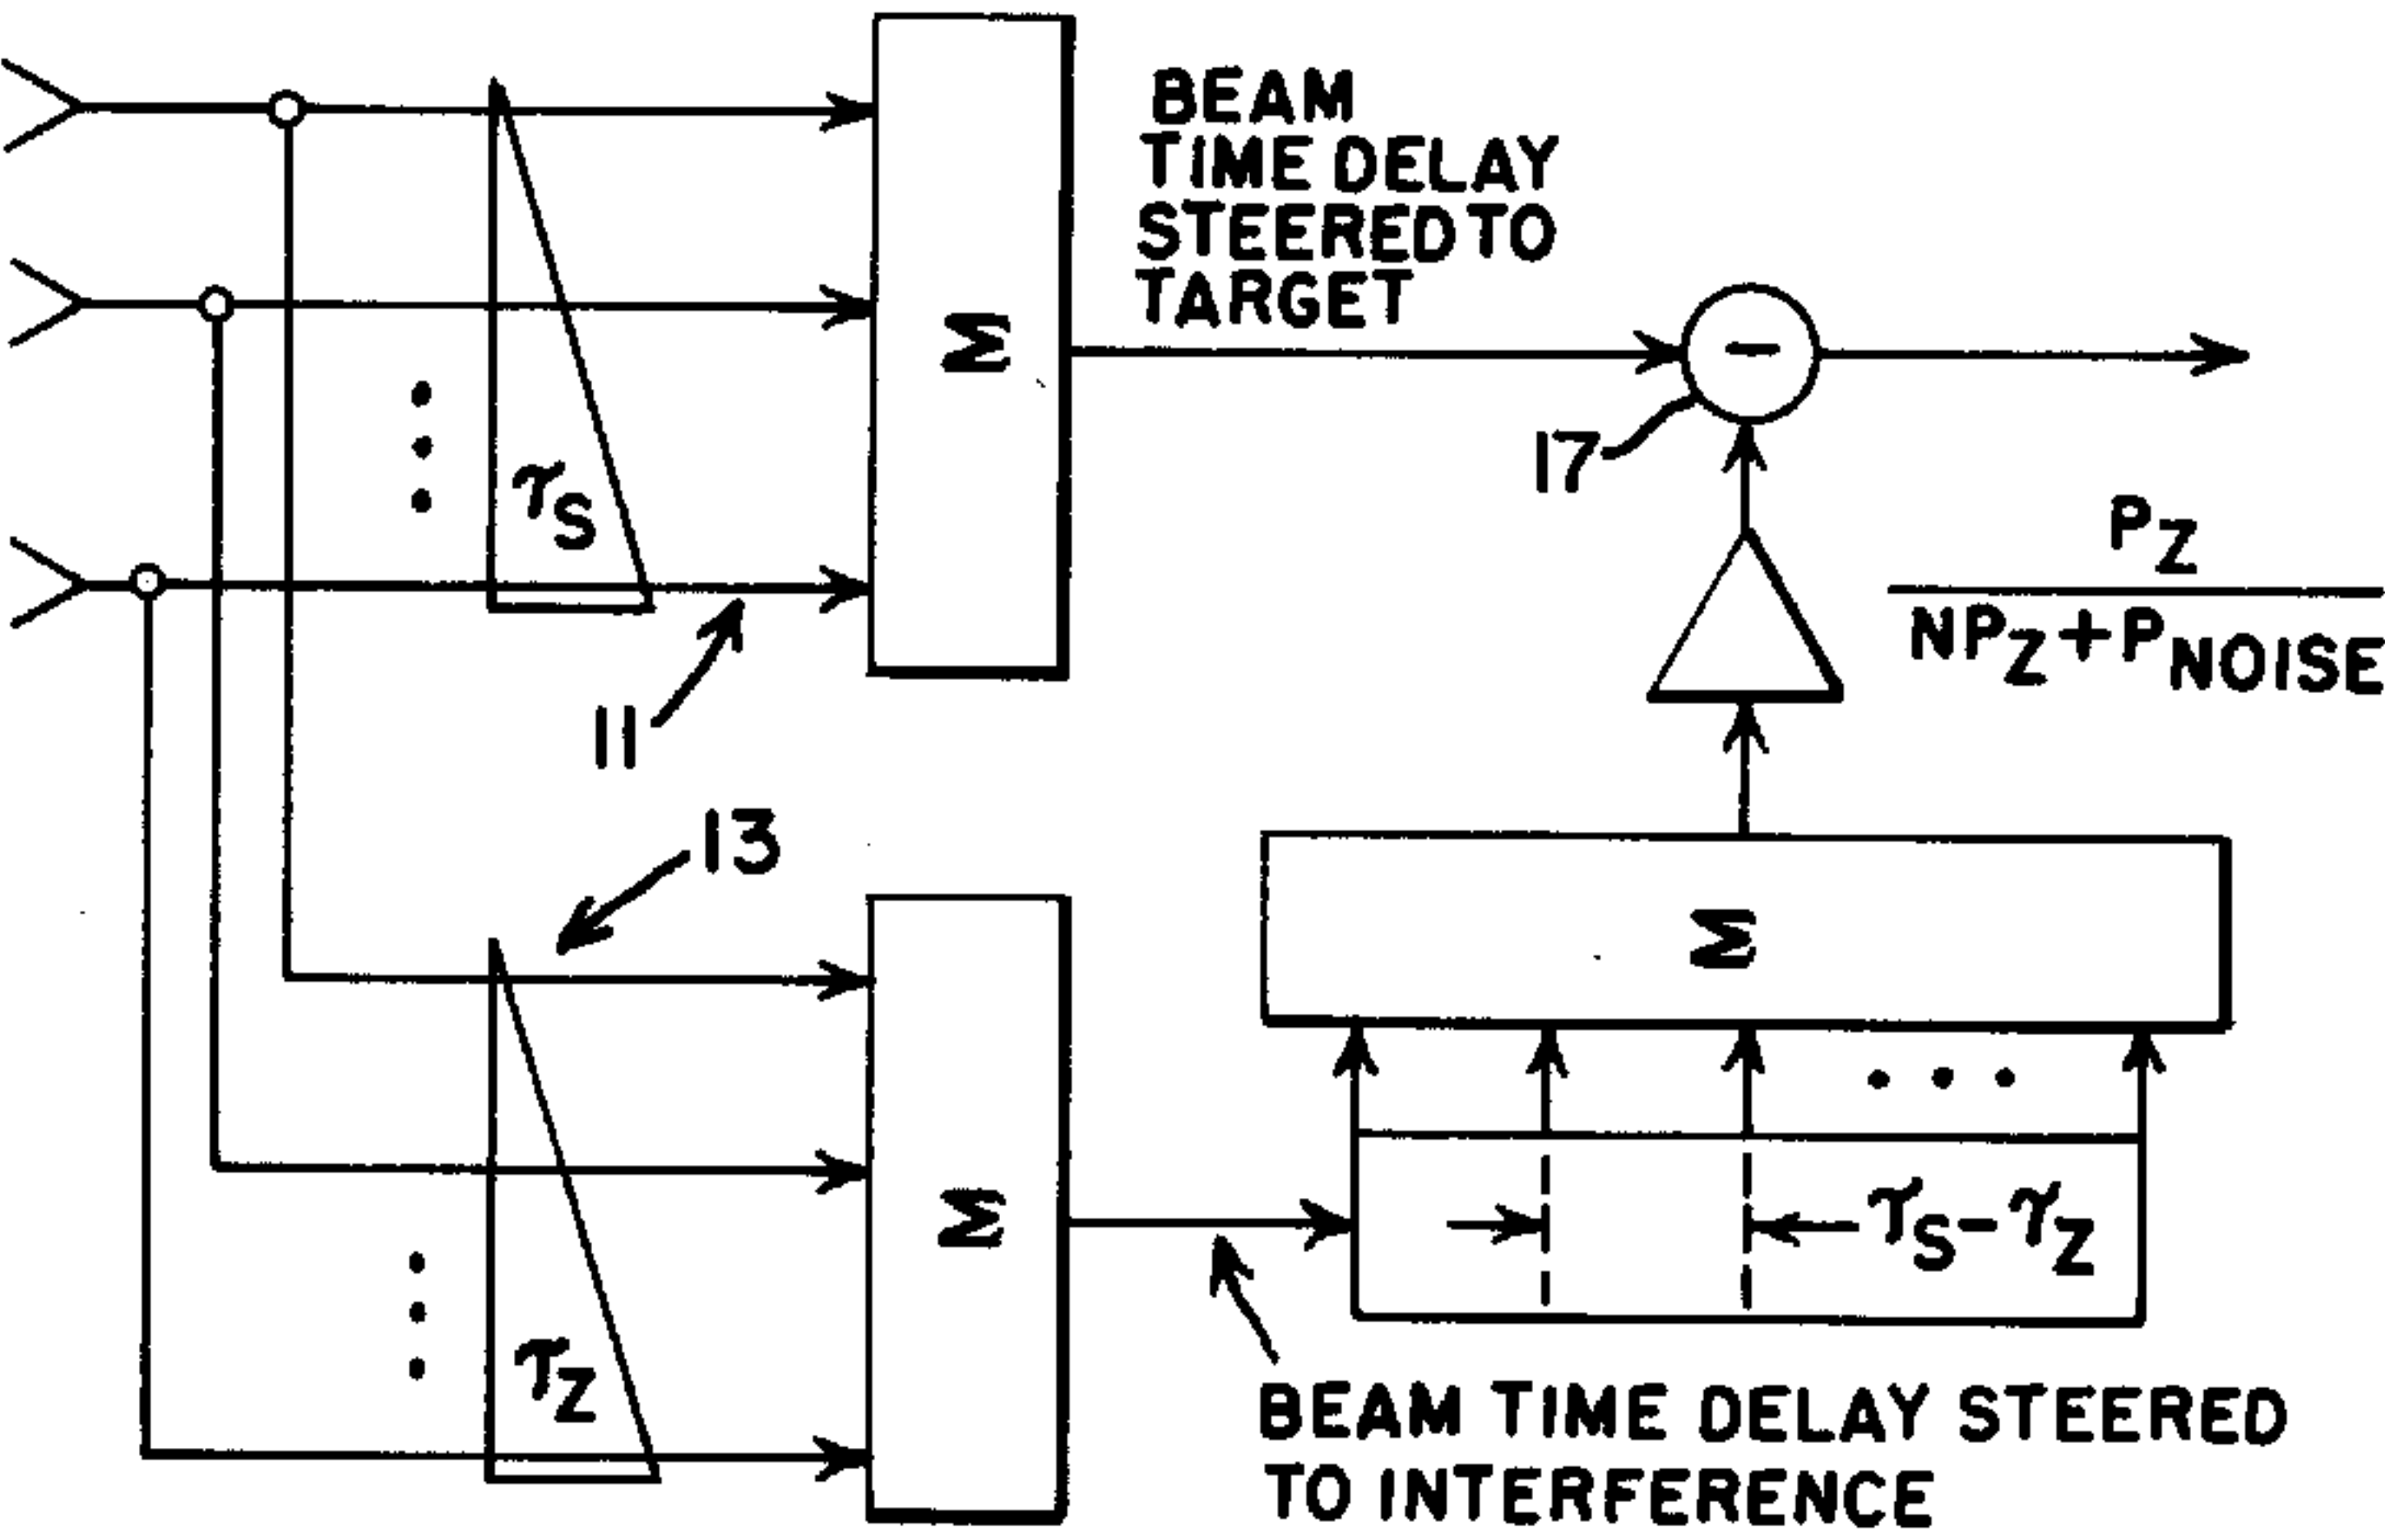 BEAM
TIME DELAY
STEERED TO
TARGET
Σ
−
17
τS
PZ
NPZ+PNOISE
11
13
Σ
Σ
τS−τZ
τZ
BEAM TIME DELAY STEERED
TO INTERFERENCE